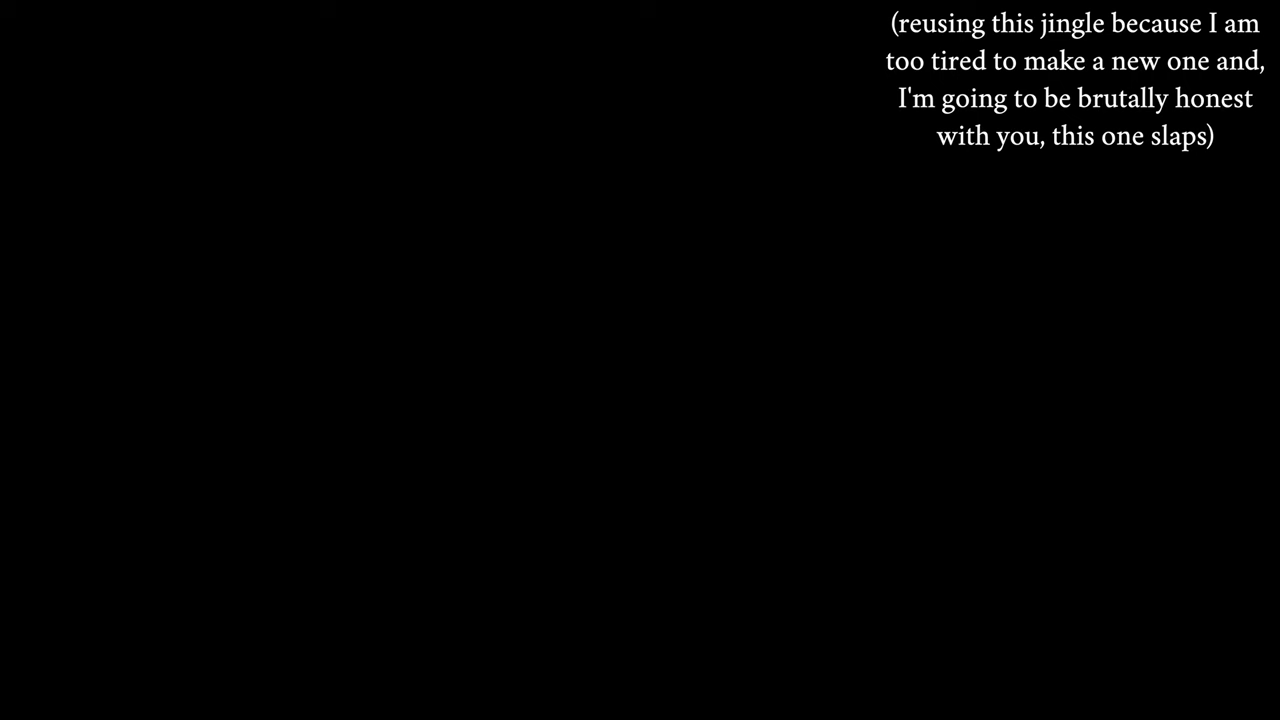 (reusing this jingle because I am
too tired to make a new one and,
I'm going to be brutally honest
with you, this one slaps)